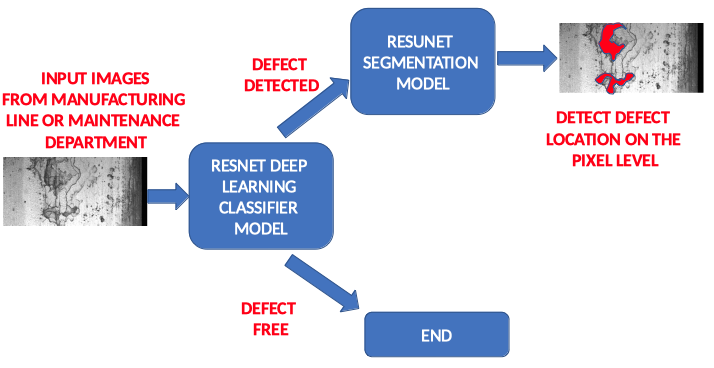 INPUT IMAGES
FROM MANUFACTURING
LINE OR MAINTENANCE
DEPARTMENT
RESNET DEEP
LEARNING
CLASSIFIER
MODEL
DEFECT
DETECTED
RESUNET
SEGMENTATION
MODEL
DETECT DEFECT
LOCATION ON THE
PIXEL LEVEL
DEFECT
FREE
END